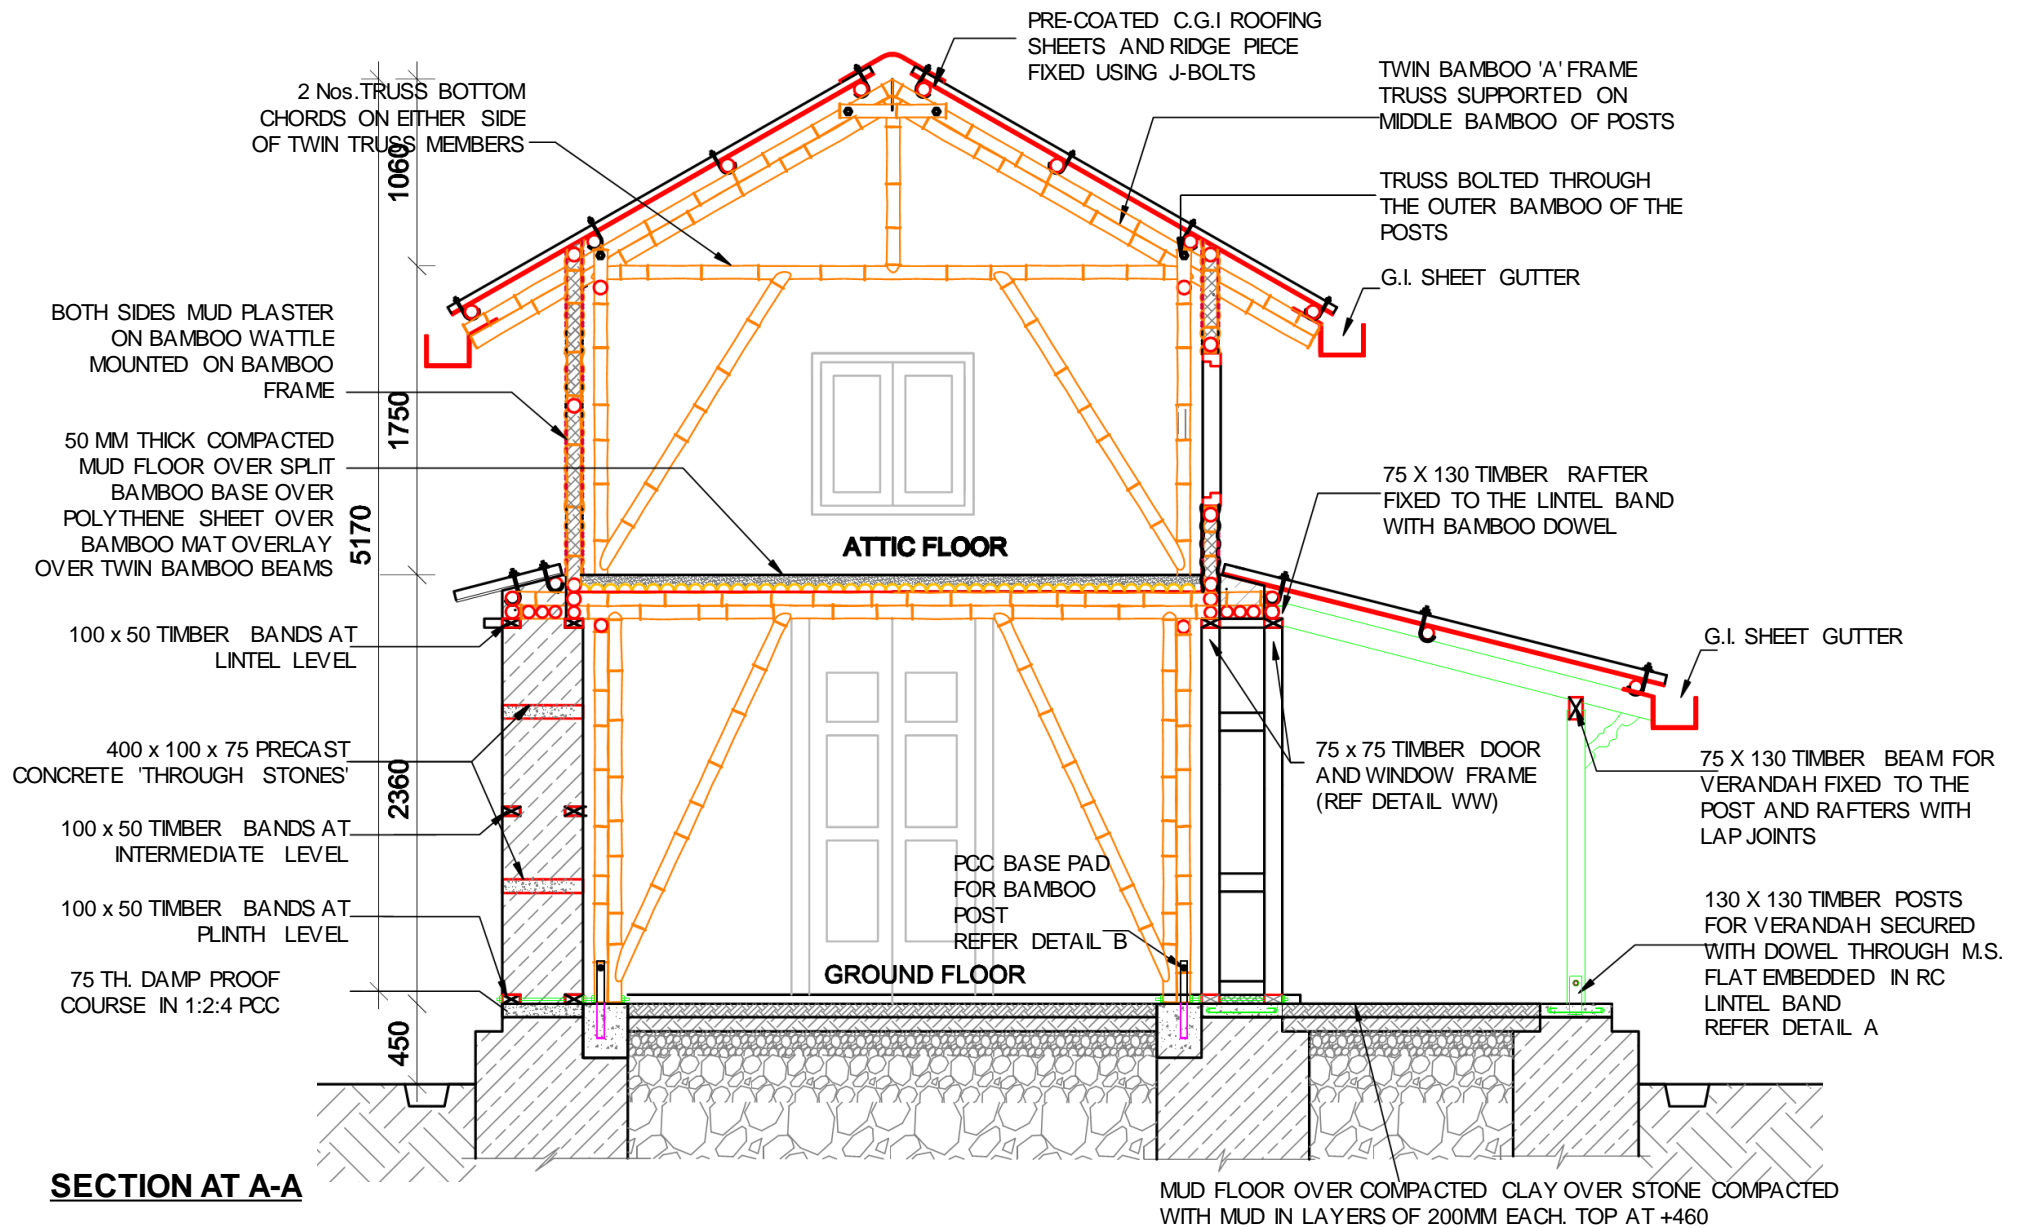 PRE-COATED C.G.I ROOFING
SHEETS AND RIDGE PIECE
FIXED USING J-BOLTS
2 Nos.TRUSS BOTTOM
CHORDS ON EITHER SIDE
OF TWIN TRUSS MEMBERS
TWIN BAMBOO 'A' FRAME
TRUSS SUPPORTED ON
MIDDLE BAMBOO OF POSTS
TRUSS BOLTED THROUGH
THE OUTER BAMBOO OF THE
POSTS
G.I. SHEET GUTTER
1060
BOTH SIDES MUD PLASTER
ON BAMBOO WATTLE
MOUNTED ON BAMBOO
FRAME
1750
50 MM THICK COMPACTED
MUD FLOOR OVER SPLIT
BAMBOO BASE OVER
POLYTHENE SHEET OVER
BAMBOO MAT OVERLAY
OVER TWIN BAMBOO BEAMS
5170
75 X 130 TIMBER RAFTER
FIXED TO THE LINTEL BAND
WITH BAMBOO DOWEL
ATTIC FLOOR
100 x 50 TIMBER BANDS AT
LINTEL LEVEL
G.I. SHEET GUTTER
400 x 100 x 75 PRECAST
CONCRETE 'THROUGH STONES'
2360
75 x 75 TIMBER DOOR
AND WINDOW FRAME
(REF DETAIL WW)
75 X 130 TIMBER BEAM FOR
VERANDAH FIXED TO THE
POST AND RAFTERS WITH
LAP JOINTS
100 x 50 TIMBER BANDS AT
INTERMEDIATE LEVEL
PCC BASE PAD
FOR BAMBOO
POST
REFER DETAIL B
100 x 50 TIMBER BANDS AT
PLINTH LEVEL
130 X 130 TIMBER POSTS
FOR VERANDAH SECURED
WITH DOWEL THROUGH M.S.
FLAT EMBEDDED IN RC
LINTEL BAND
REFER DETAIL A
GROUND FLOOR
75 TH. DAMP PROOF
COURSE IN 1:2:4 PCC
450
SECTION AT A-A
MUD FLOOR OVER COMPACTED CLAY OVER STONE COMPACTED
WITH MUD IN LAYERS OF 200MM EACH. TOP AT +460